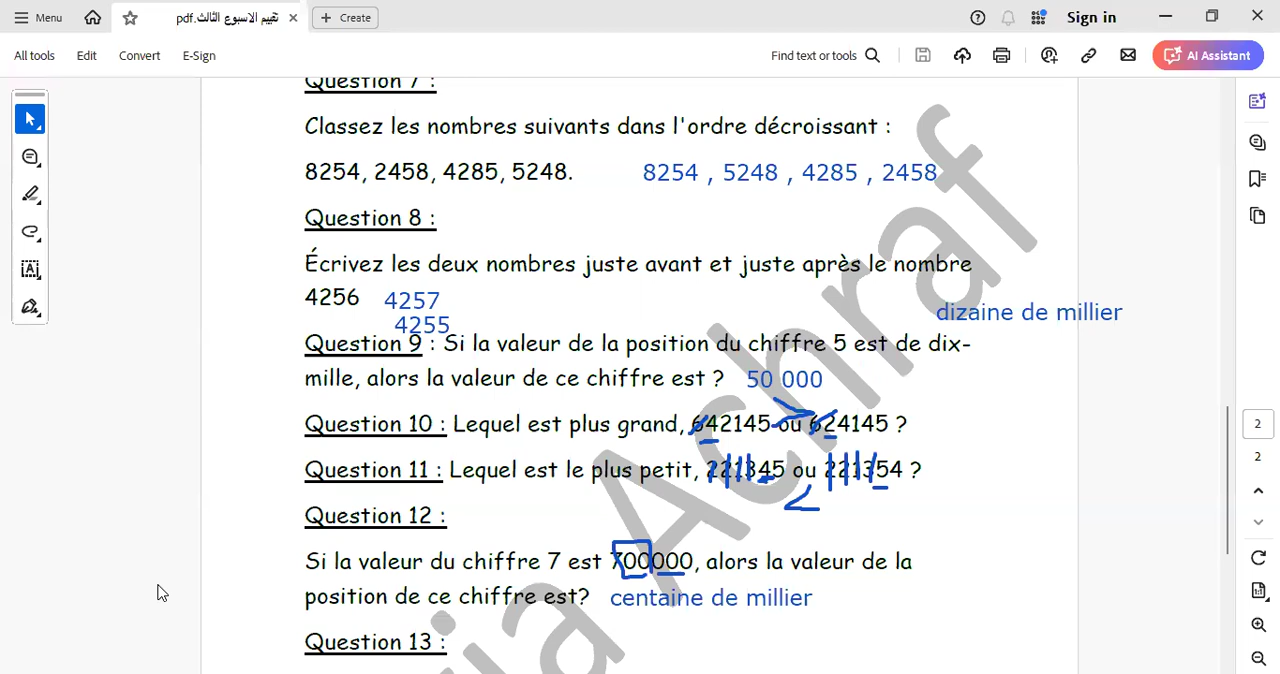 Menu
تقييم الاسبوع الثالث.pdf
Create
Sign in
All tools
Edit
Convert
E-Sign
Find text or tools
AI Assistant
Question 7 :
Classez les nombres suivants dans l'ordre décroissant :
8254, 2458, 4285, 5248. 8254 , 5248 , 4285 , 2458
Question 8 :
Écrivez les deux nombres juste avant et juste après le nombre
4256 4257
4255
dizaine de millier
Question 9 : Si la valeur de la position du chiffre 5 est de dix-
mille, alors la valeur de ce chiffre est ? 50 000
Question 10 : Lequel est plus grand, 642145 ou 624145 ?
>
Question 11 : Lequel est le plus petit, 221345 ou 221354 ?
<
Question 12 :
Si la valeur du chiffre 7 est 700000, alors la valeur de la
position de ce chiffre est? centaine de millier
Question 13 :
ia Achraf
2
2